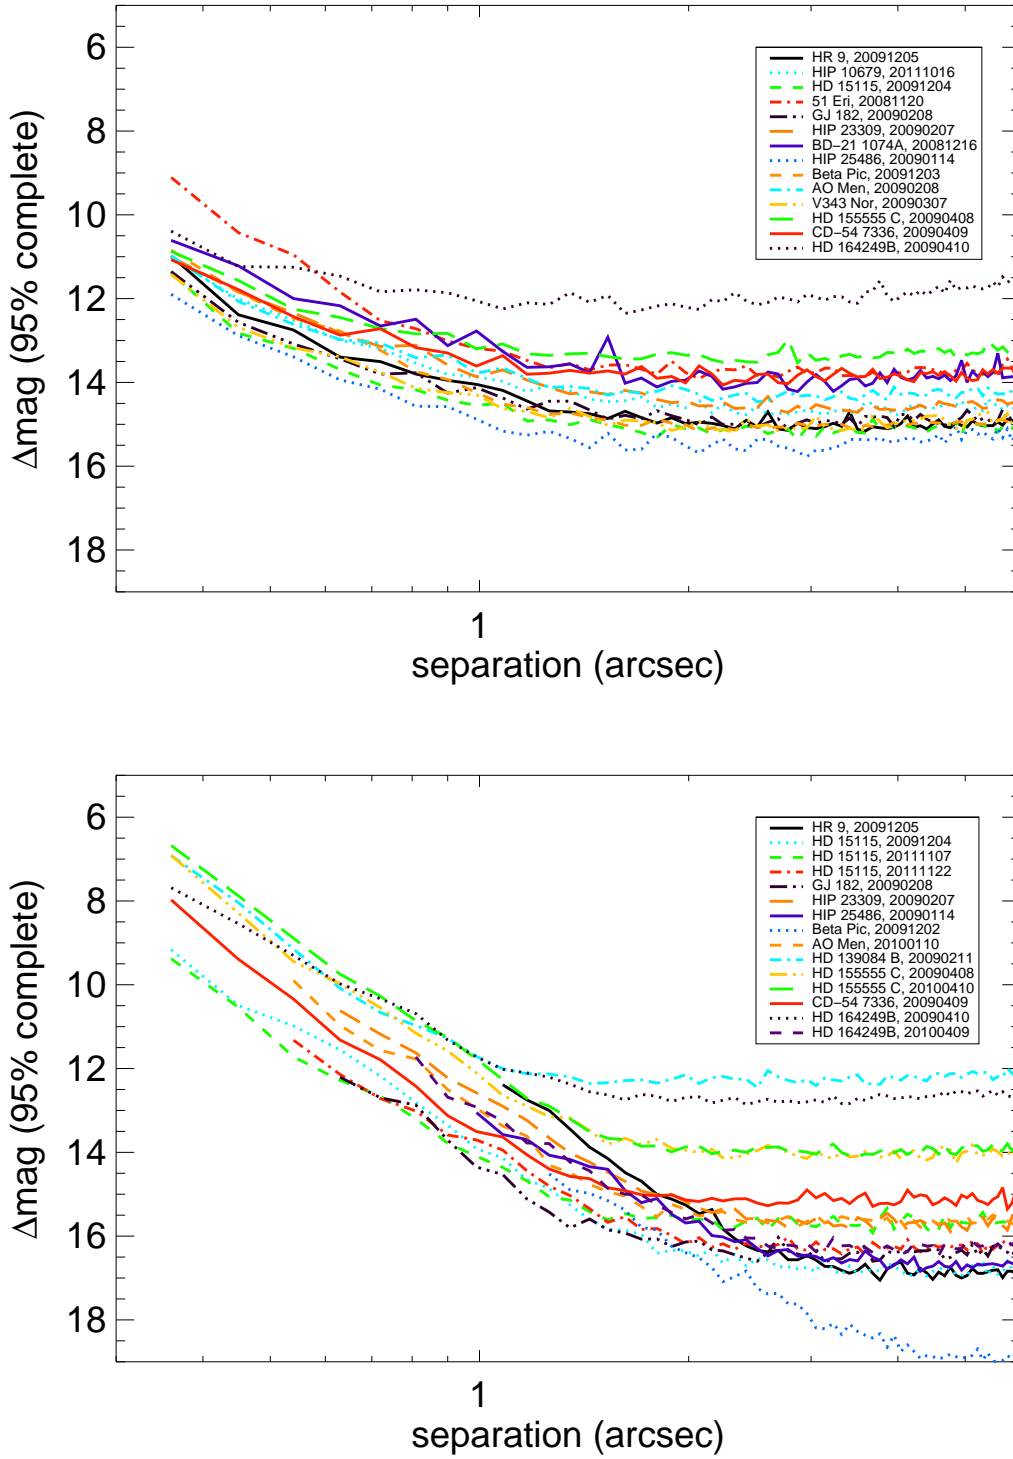 6
8
10
12
14
16
18
Δmag (95% complete)
HR 9, 20091205
HIP 10679, 20111016
HD 15115, 20091204
51 Eri, 20081120
GJ 182, 20090208
HIP 23309, 20090207
BD−21 1074A, 20081216
HIP 25486, 20090114
Beta Pic, 20091203
AO Men, 20090208
V343 Nor, 20090307
HD 155555 C, 20090408
CD−54 7336, 20090409
HD 164249B, 20090410
1
separation (arcsec)
6
8
10
12
14
16
18
Δmag (95% complete)
HR 9, 20091205
HD 15115, 20091204
HD 15115, 20111107
HD 15115, 20111122
GJ 182, 20090208
HIP 23309, 20090207
HIP 25486, 20090114
Beta Pic, 20091202
AO Men, 20100110
HD 139084 B, 20090211
HD 155555 C, 20090408
HD 155555 C, 20100410
CD−54 7336, 20090409
HD 164249B, 20090410
HD 164249B, 20100409
1
separation (arcsec)